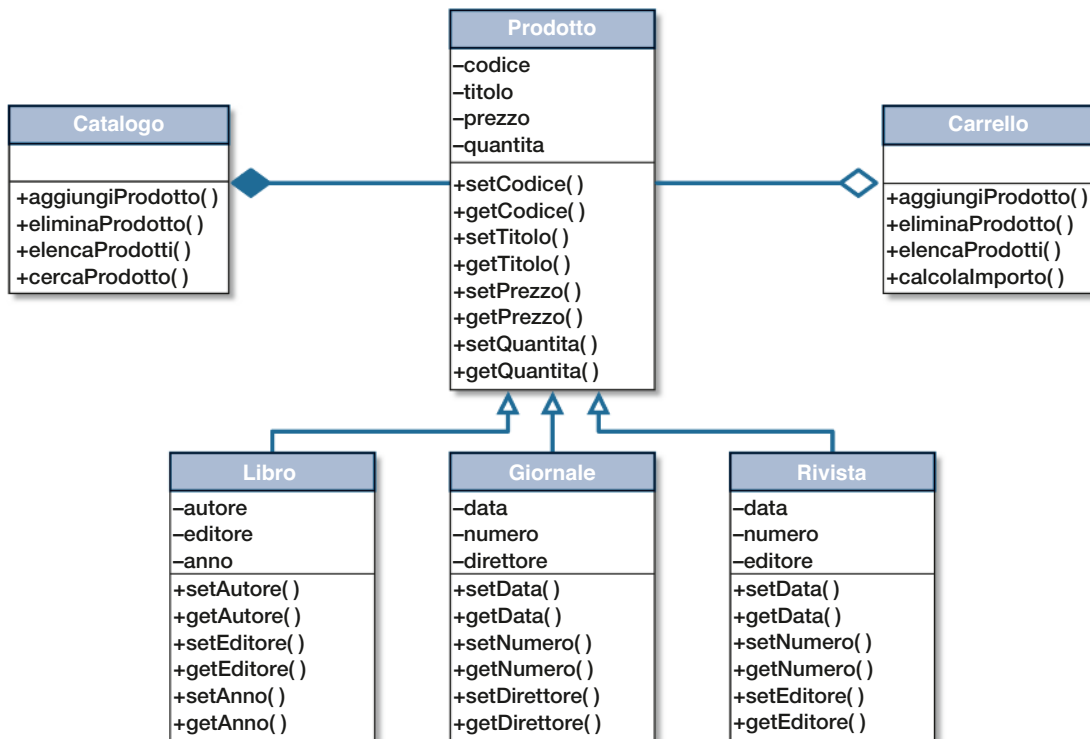 Prodotto
–codice
–titolo
–prezzo
–quantita
+setCodice( )
+getCodice( )
+setTitolo( )
+getTitolo( )
+setPrezzo( )
+getPrezzo( )
+setQuantita( )
+getQuantita( )
Catalogo
+aggiungiProdotto( )
+eliminaProdotto( )
+elencaProdotti( )
+cercaProdotto( )
Carrello
+aggiungiProdotto( )
+eliminaProdotto( )
+elencaProdotti( )
+calcolaImporto( )
Libro
–autore
–editore
–anno
+setAutore( )
+getAutore( )
+setEditore( )
+getEditore( )
+setAnno( )
+getAnno( )
Giornale
–data
–numero
–direttore
+setData( )
+getData( )
+setNumero( )
+getNumero( )
+setDirettore( )
+getDirettore( )
Rivista
–data
–numero
–editore
+setData( )
+getData( )
+setNumero( )
+getNumero( )
+setEditore( )
+getEditore( )